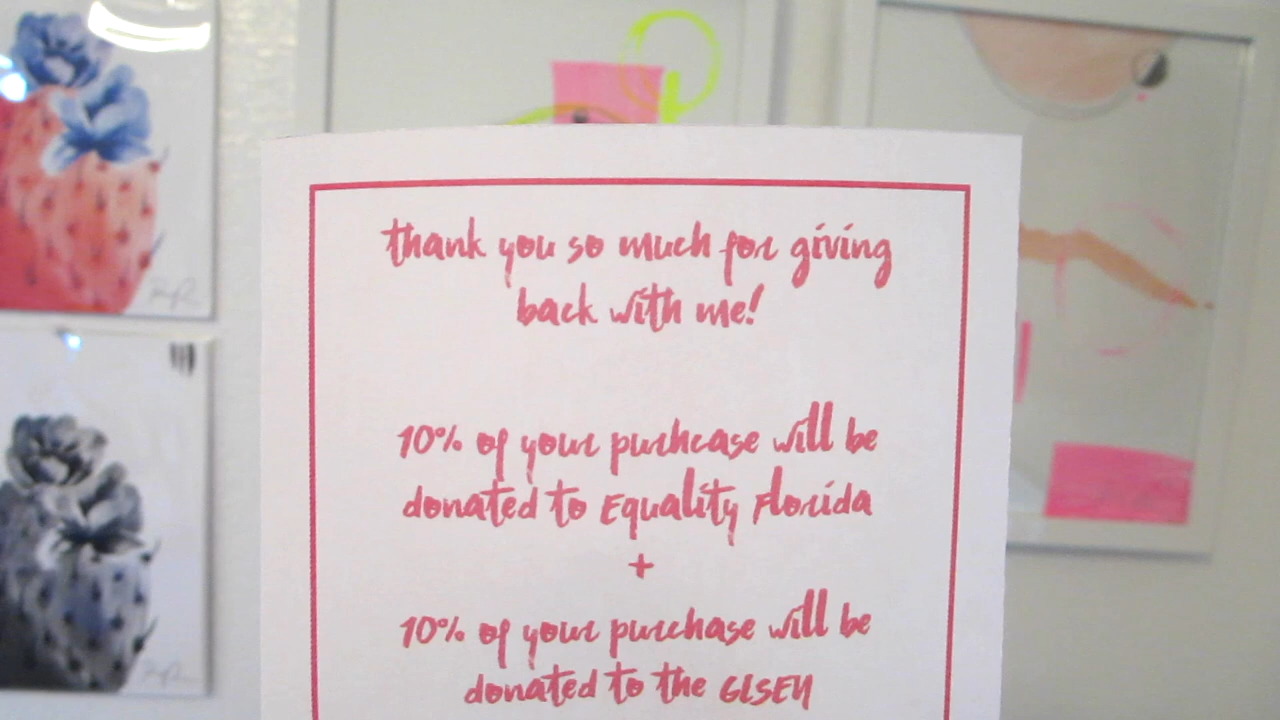 thank you so much for giving
back with me!
10% of your purhcase will be
donated to Equality Florida
+
10% of your purchase will be
donated to the GLSEN